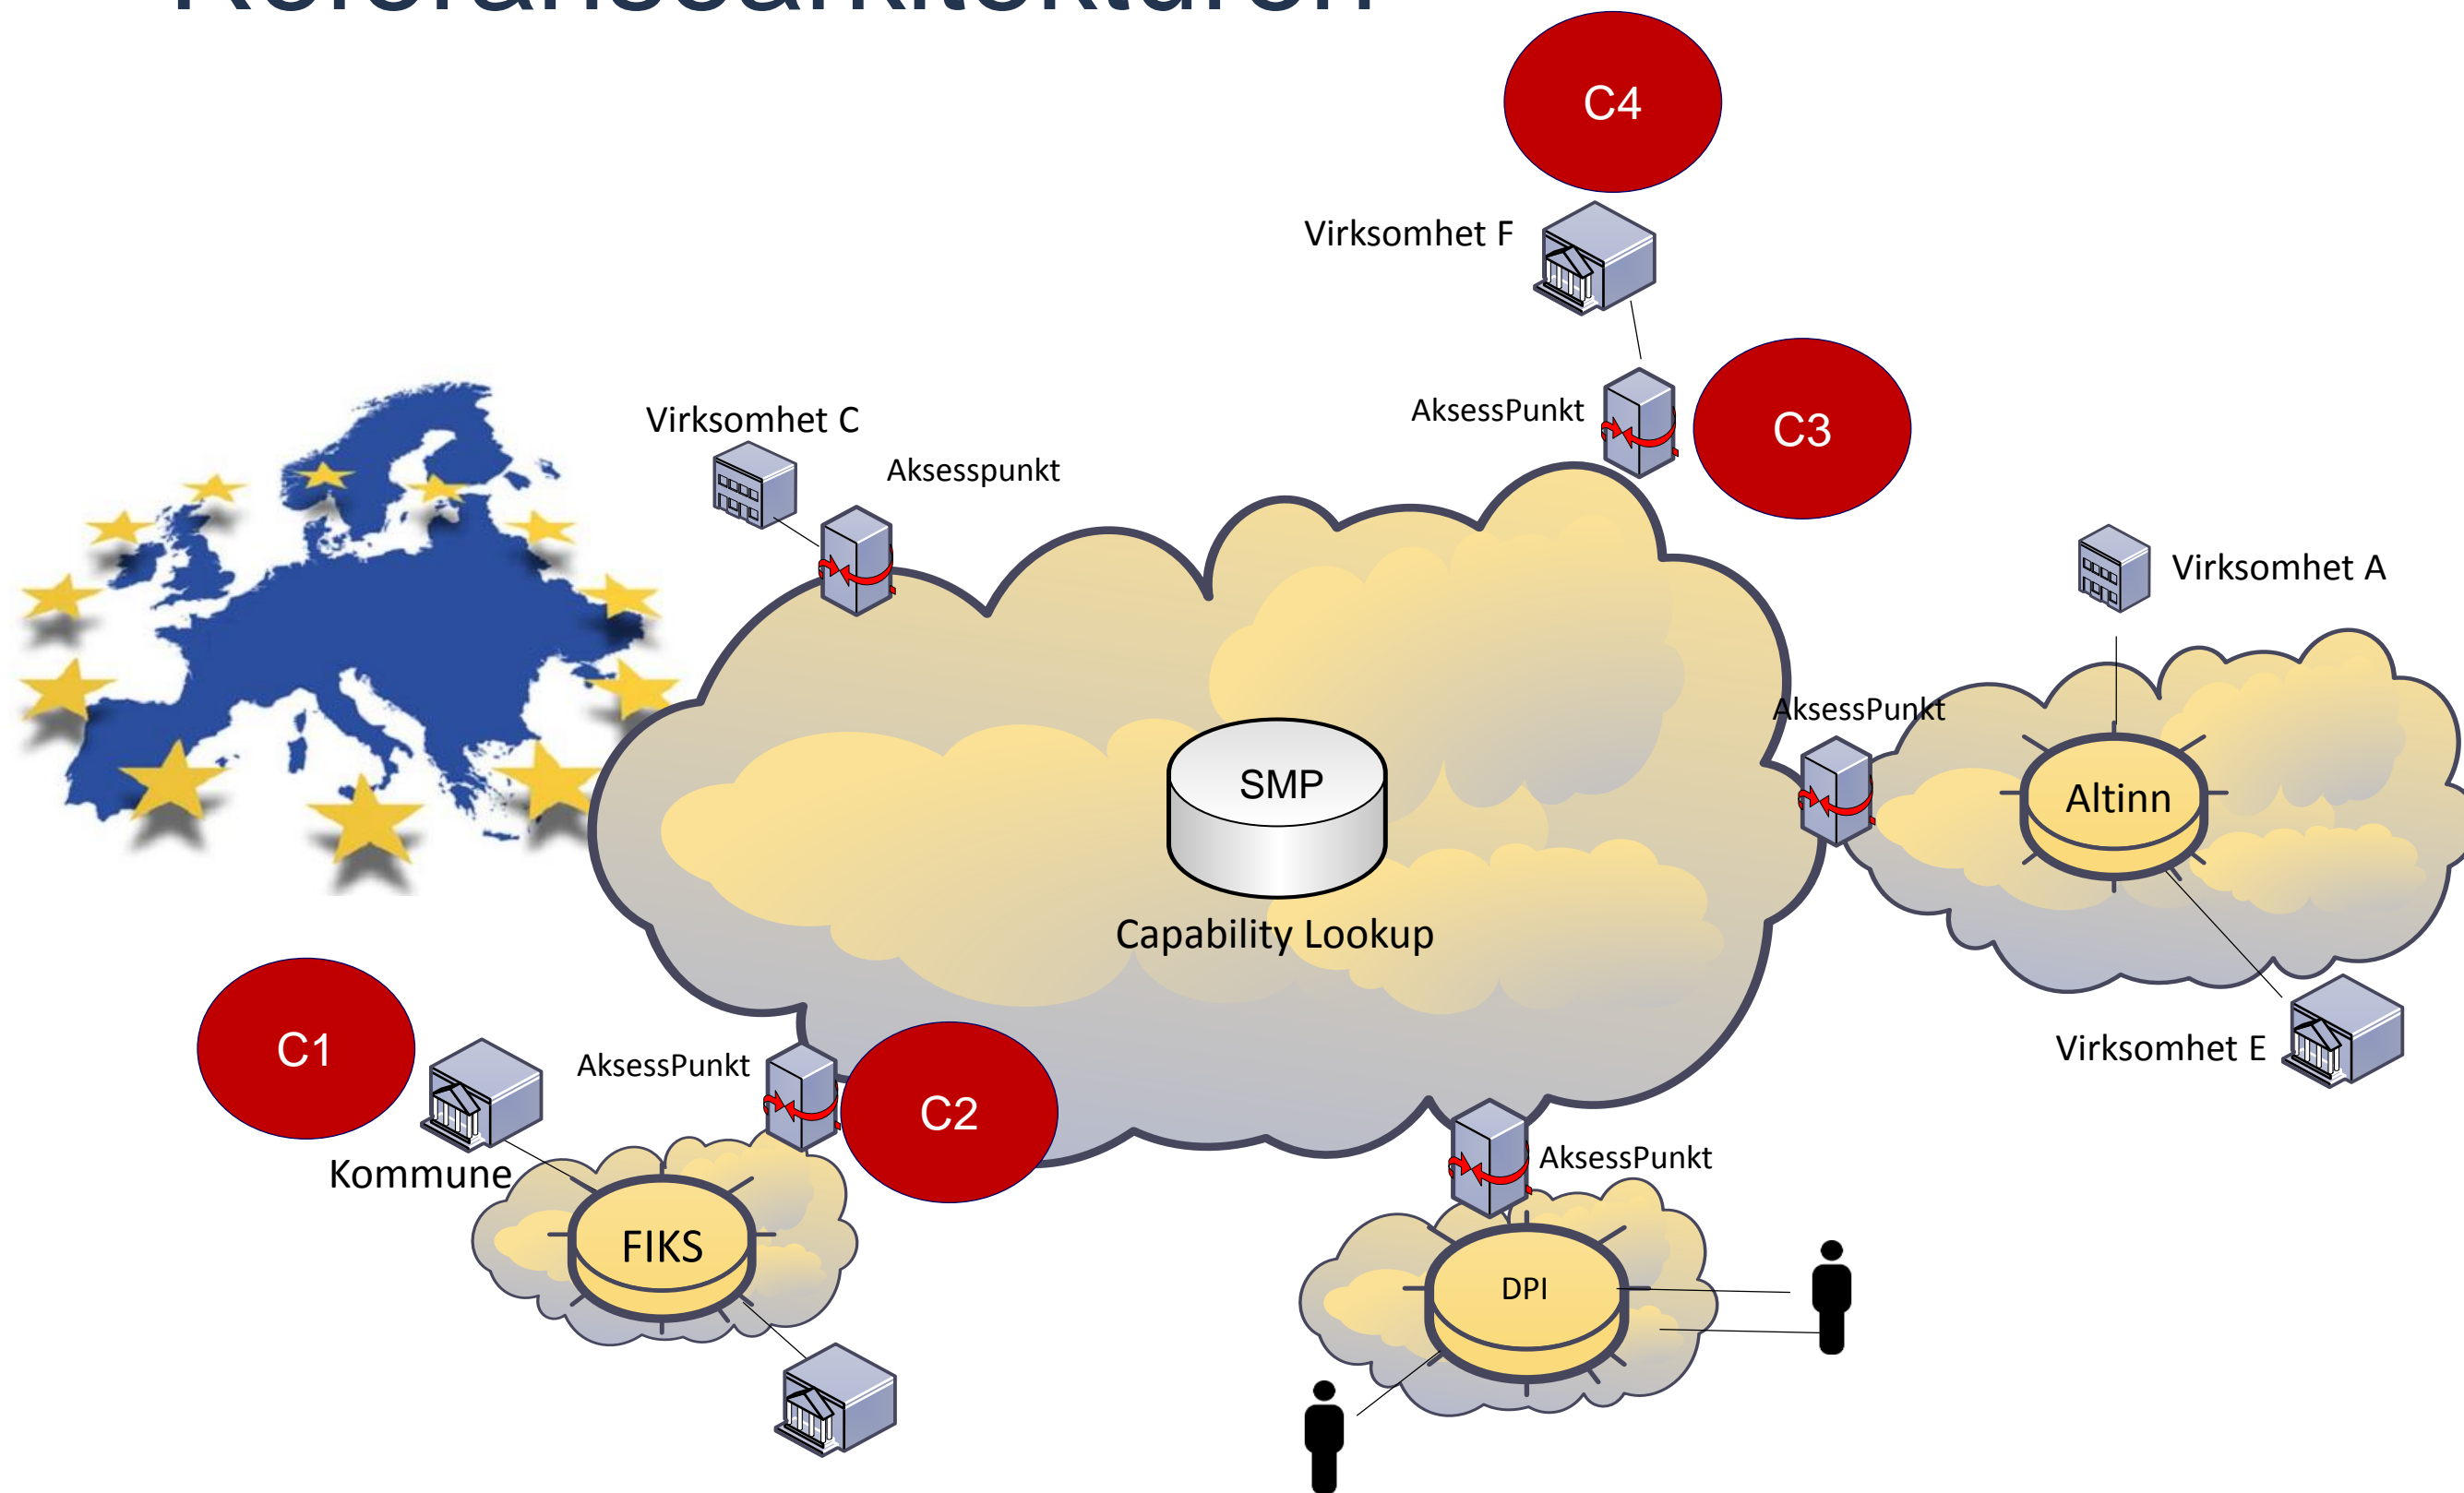 Referansearkitekturen
C4
Virksomhet F
AksessPunkt
C3
Virksomhet C
Aksesspunkt
Virksomhet A
AksessPunkt
SMP
Altinn
Capability Lookup
C1
AksessPunkt
C2
Virksomhet E
Kommune
AksessPunkt
FIKS
DPI